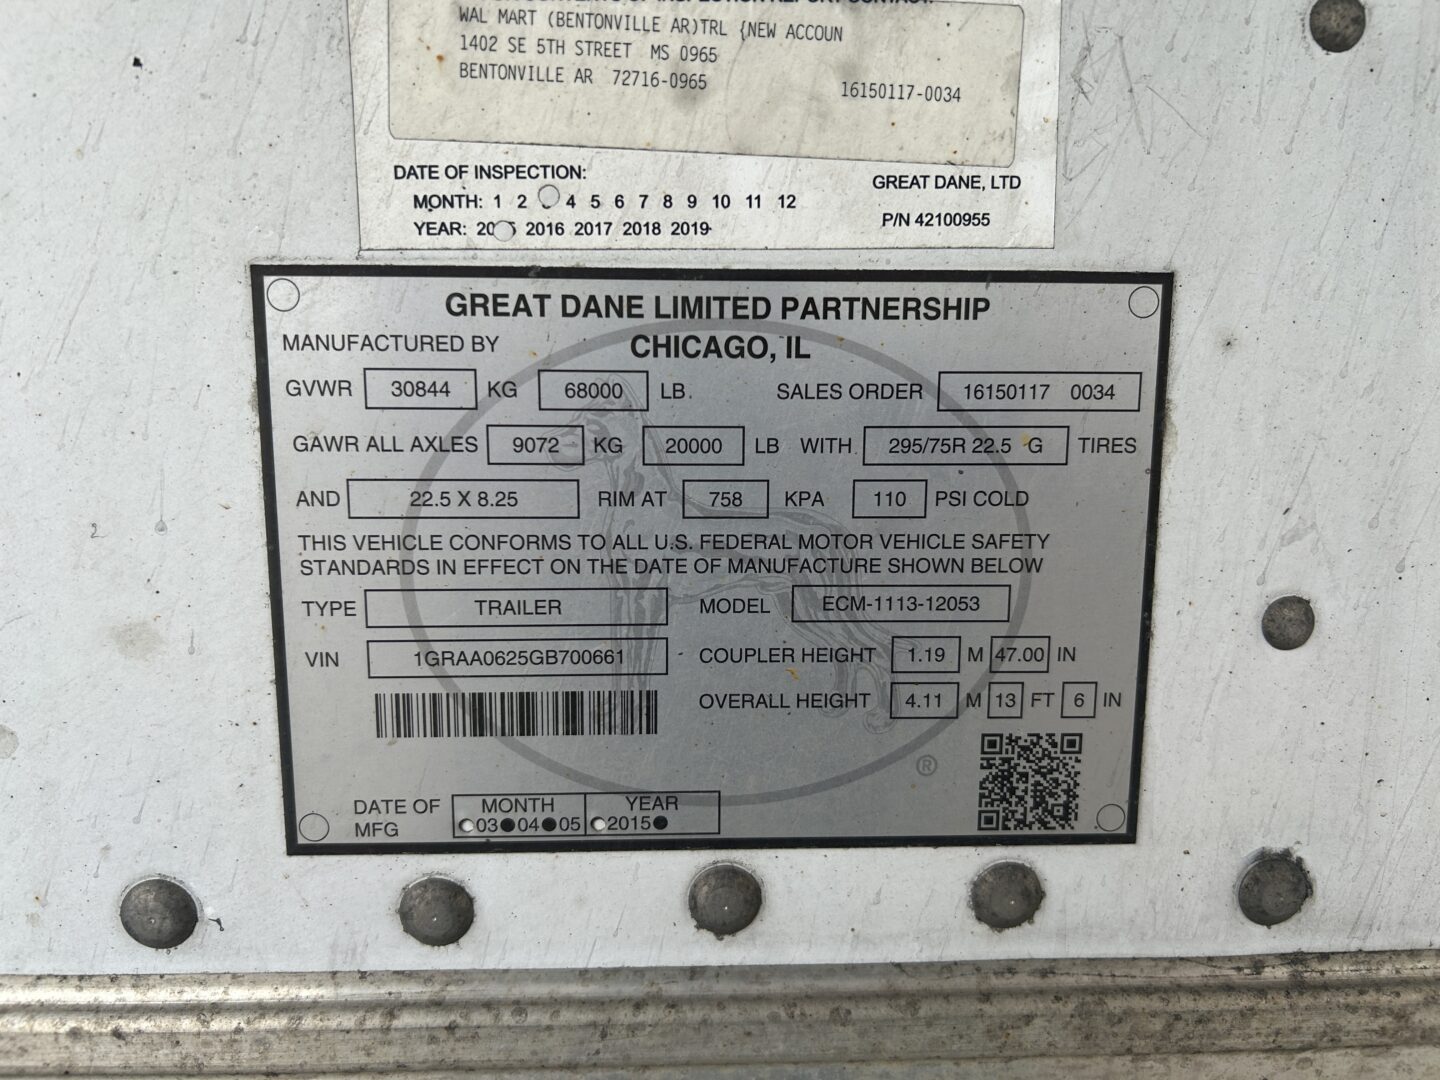 WAL MART (BENTONVILLE AR)TRL {NEW ACCOUN
1402 SE 5TH STREET MS 0965
BENTONVILLE AR 72716-0965
16150117-0034
DATE OF INSPECTION:
MONTH: 1 2 4 5 6 7 8 9 10 11 12
YEAR: 2016 2017 2018 2019
GREAT DANE, LTD
P/N 42100955
GREAT DANE LIMITED PARTNERSHIP
MANUFACTURED BY CHICAGO, IL
GVWR 30844 KG 68000 LB. SALES ORDER 16150117 0034
GAWR ALL AXLES 9072 KG 20000 LB WITH 295/75R 22.5 G TIRES
AND 22.5 X 8.25 RIM AT 758 KPA 110 PSI COLD
THIS VEHICLE CONFORMS TO ALL U.S. FEDERAL MOTOR VEHICLE SAFETY
STANDARDS IN EFFECT ON THE DATE OF MANUFACTURE SHOWN BELOW
TYPE TRAILER MODEL ECM-1113-12053
VIN 1GRAA0625GB700661 COUPLER HEIGHT 1.19 M 47.00 IN
OVERALL HEIGHT 4.11 M 13 FT 6 IN
®
DATE OF MFG MONTH YEAR
03 04 05 2015